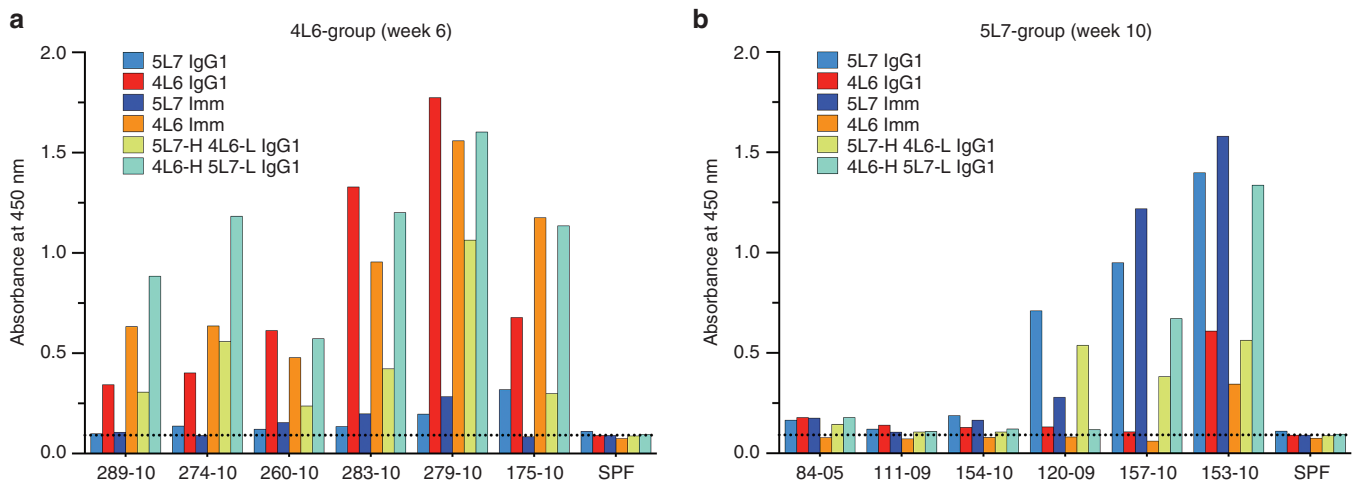 a
4L6-group (week 6)
2.0
1.5
1.0
0.5
0.0
Absorbance at 450 nm
5L7 IgG1
4L6 IgG1
5L7 Imm
4L6 Imm
5L7-H 4L6-L IgG1
4L6-H 5L7-L IgG1
289-10 274-10 260-10 283-10 279-10 175-10 SPF
b
5L7-group (week 10)
2.0
1.5
1.0
0.5
0.0
Absorbance at 450 nm
5L7 IgG1
4L6 IgG1
5L7 Imm
4L6 Imm
5L7-H 4L6-L IgG1
4L6-H 5L7-L IgG1
84-05 111-09 154-10 120-09 157-10 153-10 SPF